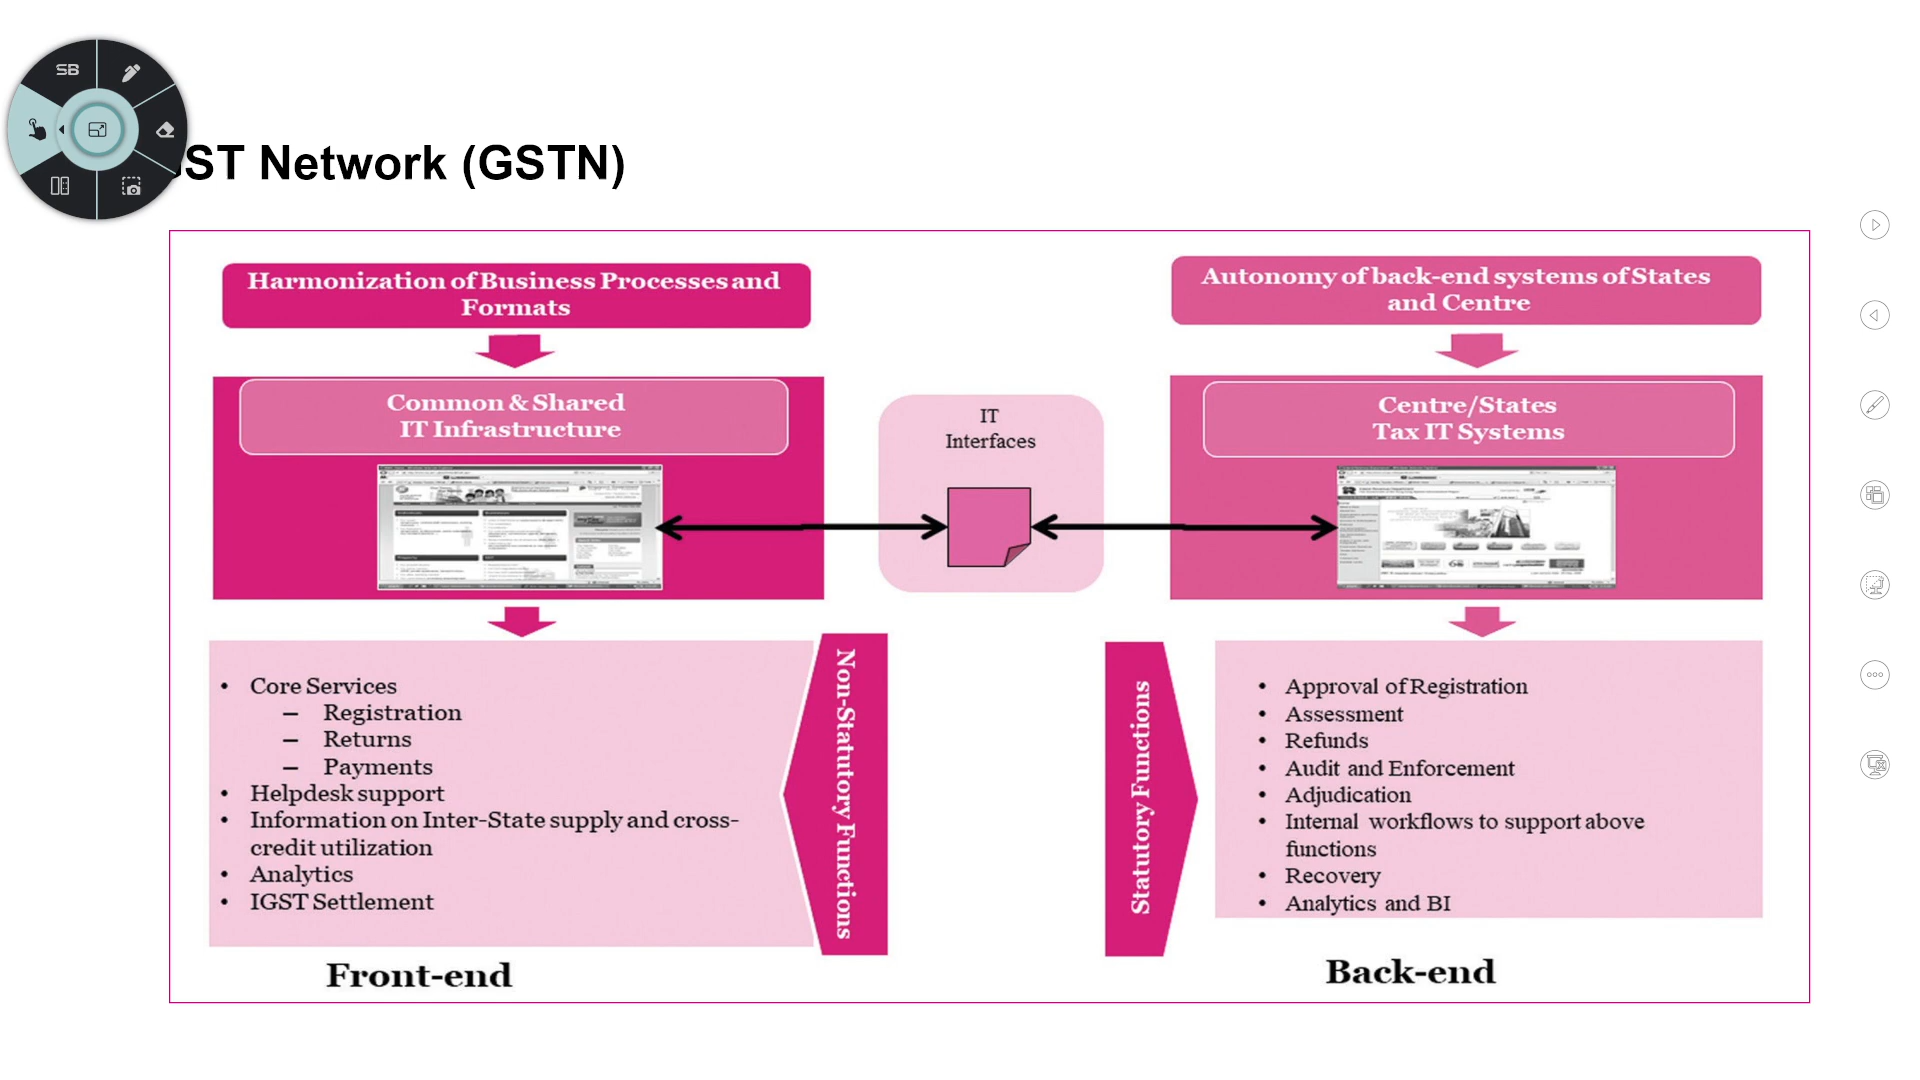 SB
GST Network (GSTN)
Harmonization of Business Processes and
Formats
Autonomy of back-end systems of States
and Centre
Common & Shared
IT Infrastructure
IT
Interfaces
Centre/States
Tax IT Systems
• Core Services
– Registration
– Returns
– Payments
• Helpdesk support
• Information on Inter-State supply and cross-
credit utilization
• Analytics
• IGST Settlement
Non-Statutory Functions
Statutory Functions
• Approval of Registration
• Assessment
• Refunds
• Audit and Enforcement
• Adjudication
• Internal workflows to support above
functions
• Recovery
• Analytics and BI
Front-end
Back-end